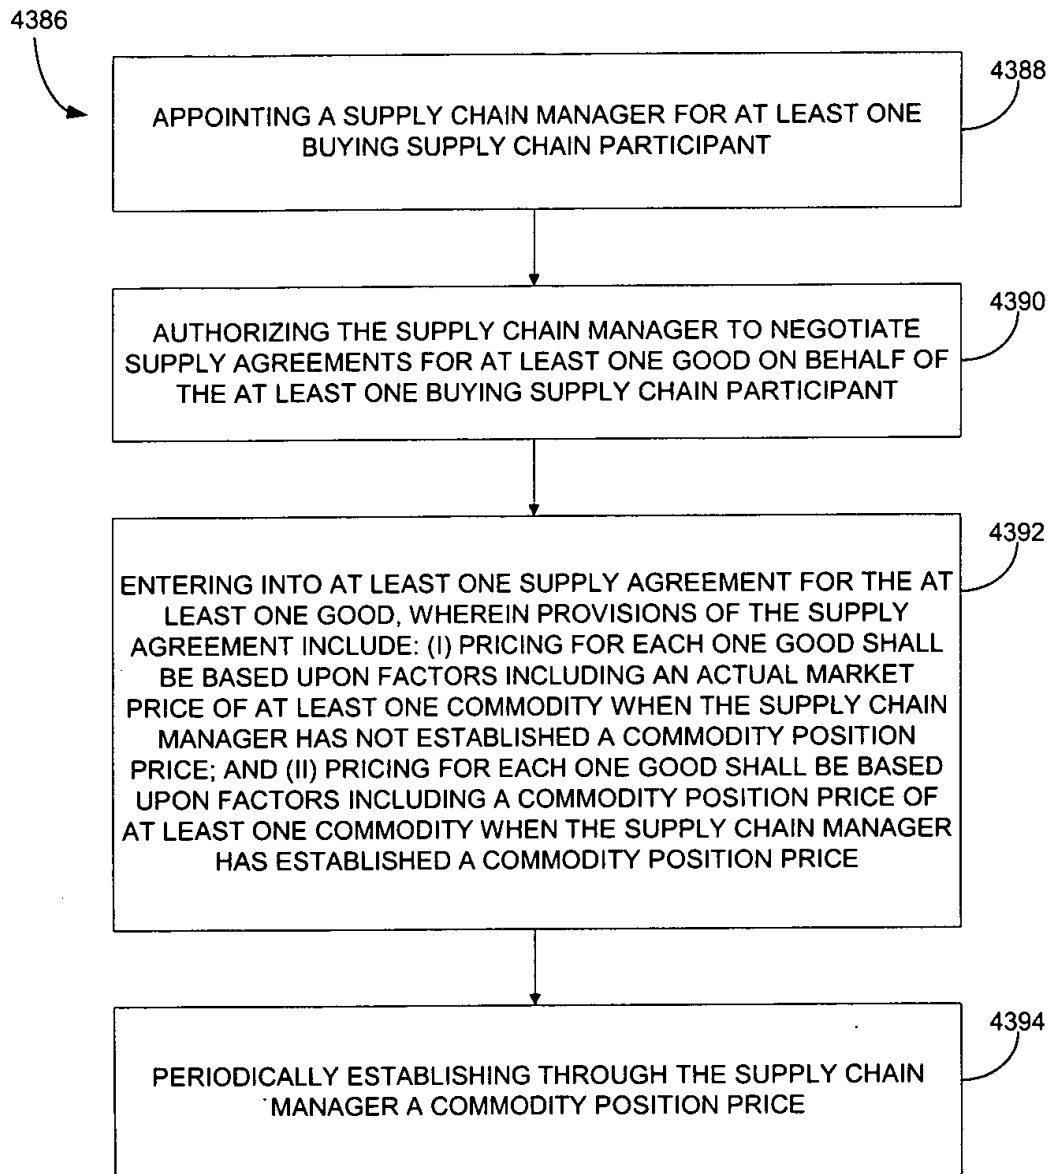 4386
4388
APPOINTING A SUPPLY CHAIN MANAGER FOR AT LEAST ONE
BUYING SUPPLY CHAIN PARTICIPANT
4390
AUTHORIZING THE SUPPLY CHAIN MANAGER TO NEGOTIATE
SUPPLY AGREEMENTS FOR AT LEAST ONE GOOD ON BEHALF OF
THE AT LEAST ONE BUYING SUPPLY CHAIN PARTICIPANT
4392
ENTERING INTO AT LEAST ONE SUPPLY AGREEMENT FOR THE AT
LEAST ONE GOOD, WHEREIN PROVISIONS OF THE SUPPLY
AGREEMENT INCLUDE: (I) PRICING FOR EACH ONE GOOD SHALL
BE BASED UPON FACTORS INCLUDING AN ACTUAL MARKET
PRICE OF AT LEAST ONE COMMODITY WHEN THE SUPPLY CHAIN
MANAGER HAS NOT ESTABLISHED A COMMODITY POSITION
PRICE; AND (II) PRICING FOR EACH ONE GOOD SHALL BE BASED
UPON FACTORS INCLUDING A COMMODITY POSITION PRICE OF
AT LEAST ONE COMMODITY WHEN THE SUPPLY CHAIN MANAGER
HAS ESTABLISHED A COMMODITY POSITION PRICE
4394
PERIODICALLY ESTABLISHING THROUGH THE SUPPLY CHAIN
MANAGER A COMMODITY POSITION PRICE